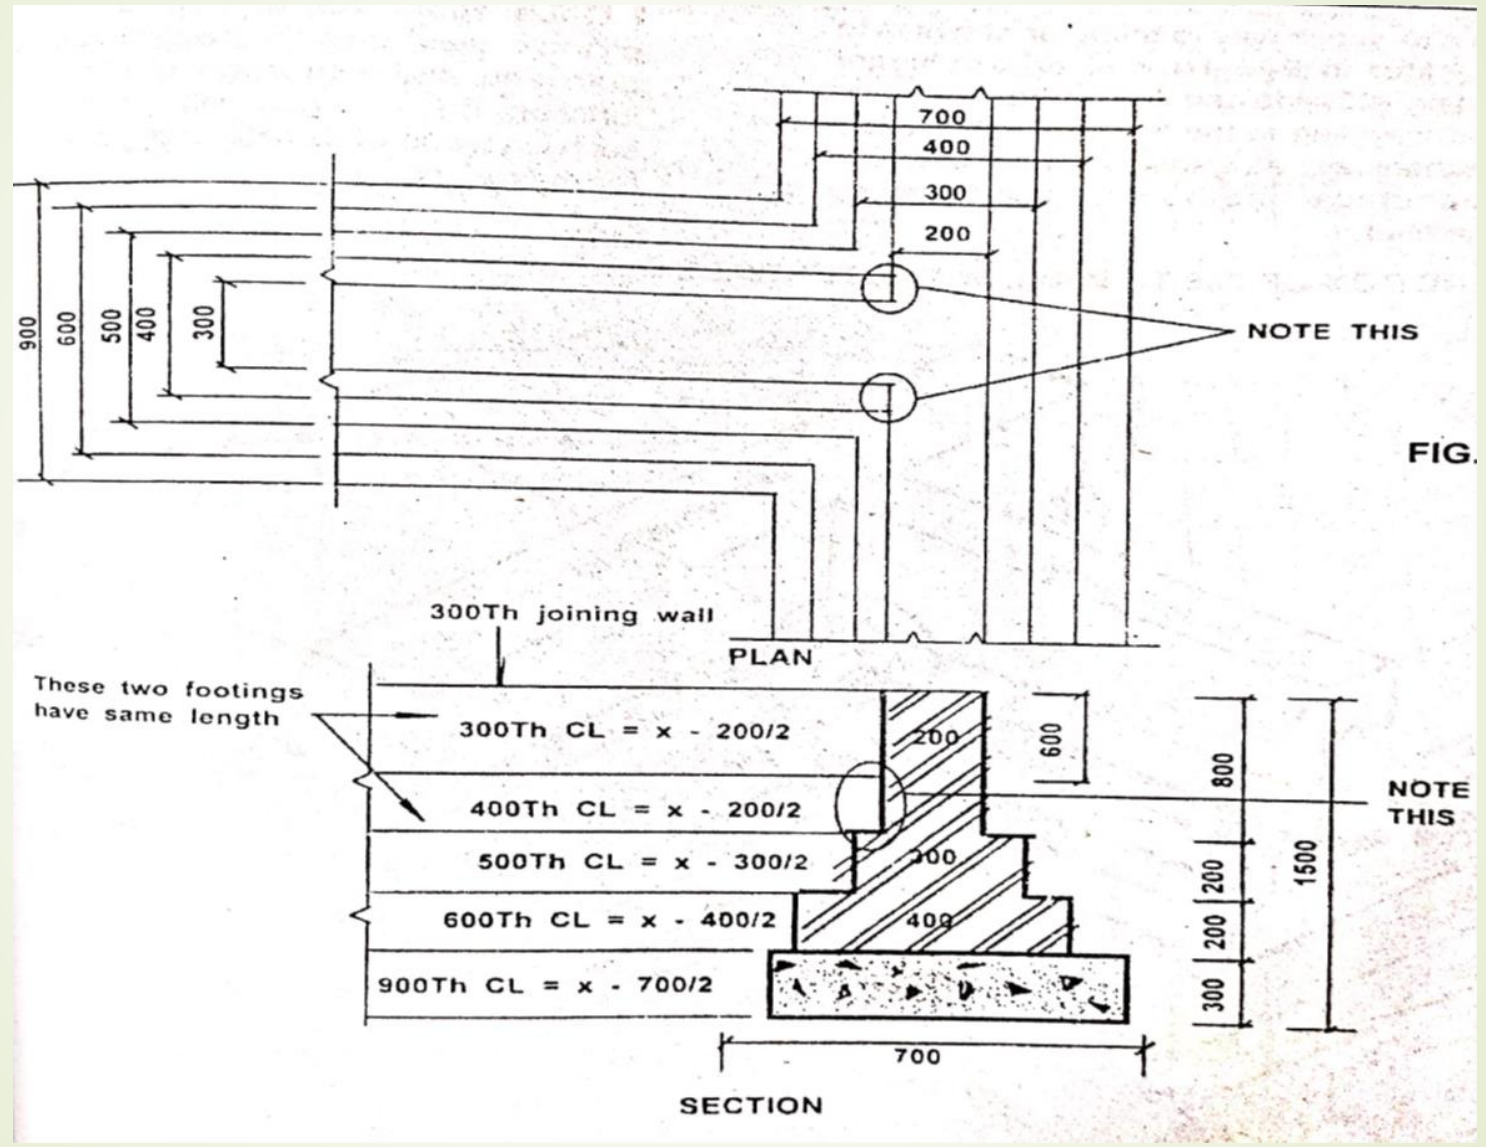 700
400
300
200
900
600
500
400
300
NOTE THIS
FIG.
300Th joining wall
PLAN
These two footings
have same length
300Th CL = x - 200/2
400Th CL = x - 200/2
500Th CL = x - 300/2
600Th CL = x - 400/2
900Th CL = x - 700/2
200
300
400
600
800
200
200
300
1500
NOTE
THIS
700
SECTION